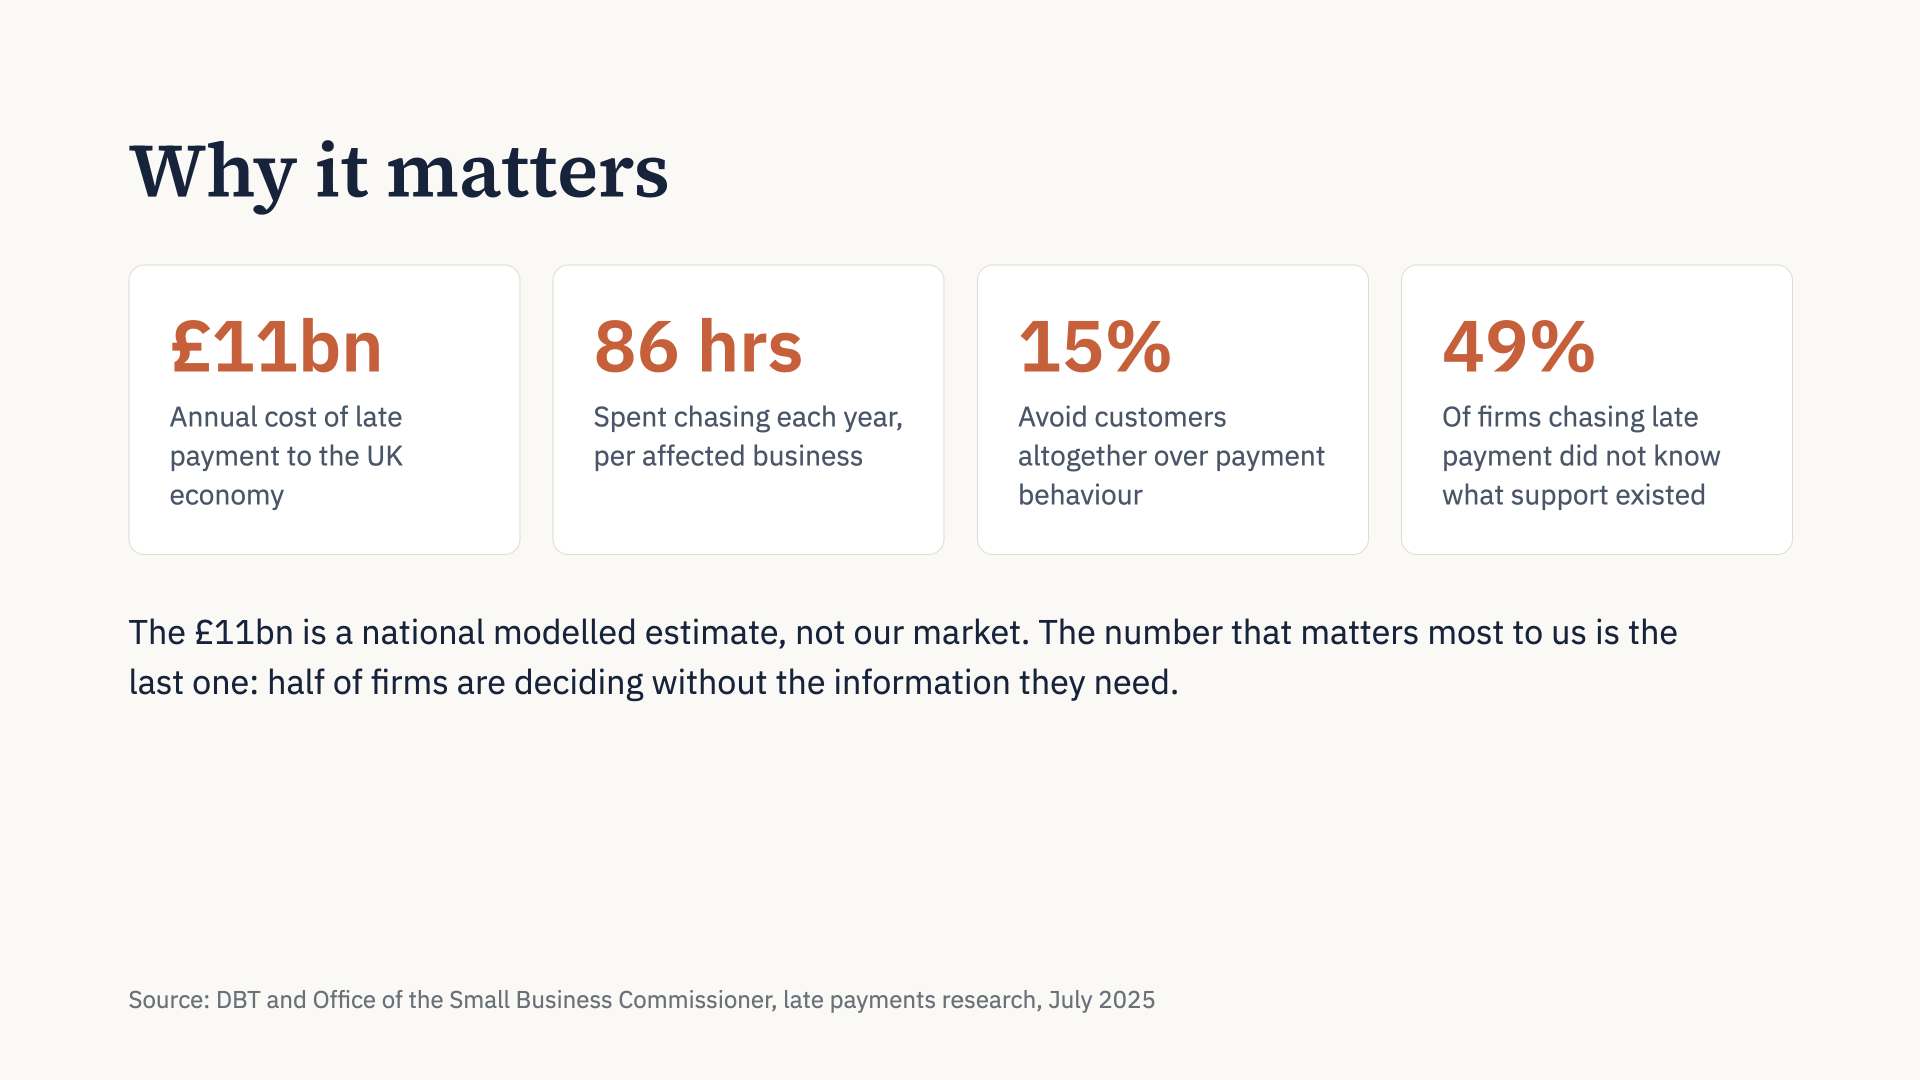 Why it matters
£11bn
Annual cost of late
payment to the UK
economy
86 hrs
Spent chasing each year,
per affected business
15%
Avoid customers
altogether over payment
behaviour
49%
Of firms chasing late
payment did not know
what support existed
The £11bn is a national modelled estimate, not our market. The number that matters most to us is the
last one: half of firms are deciding without the information they need.
Source: DBT and Office of the Small Business Commissioner, late payments research, July 2025